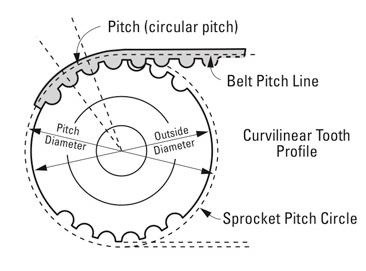 Pitch (circular pitch)
Belt Pitch Line
Pitch
Diameter
Outside
Diameter
Curvilinear Tooth
Profile
Sprocket Pitch Circle